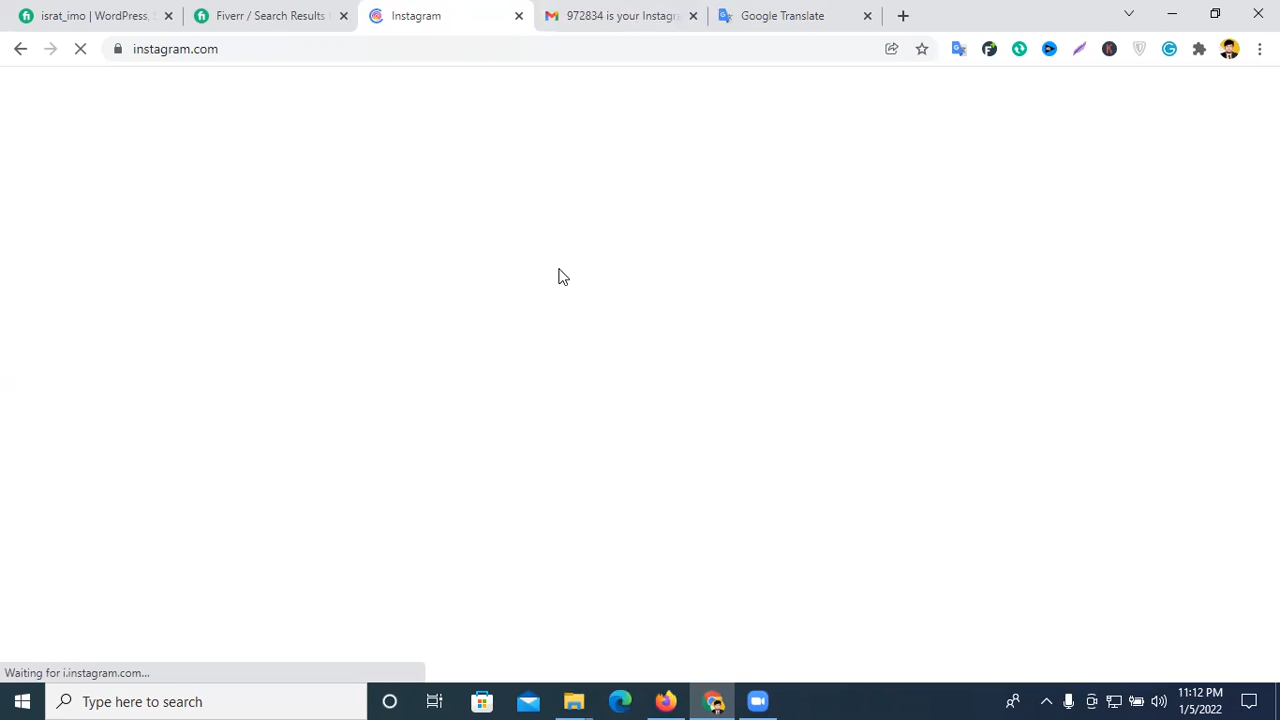 israt_imo | WordPress, S
Fiverr / Search Results
Instagram
972834 is your Instagra
Google Translate
instagram.com
Waiting for i.instagram.com...
Type here to search
11:12 PM
1/5/2022